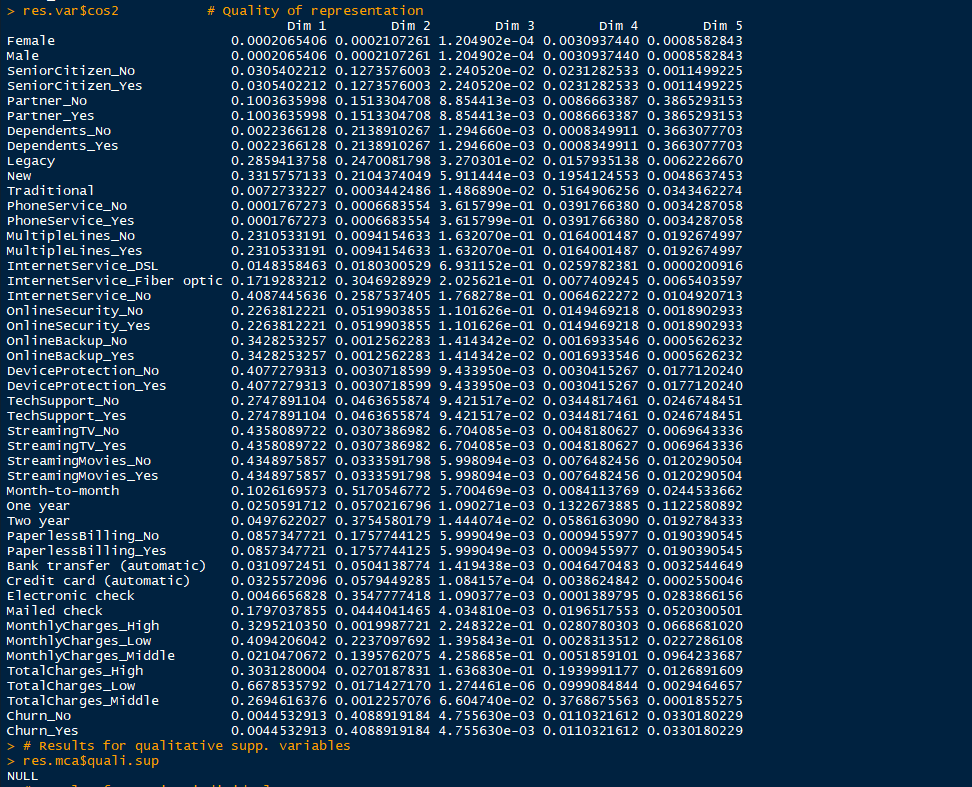 > res.var$cos2 # Quality of representation
Dim 1 Dim 2 Dim 3 Dim 4 Dim 5
Female 0.0002065406 0.0002107261 1.204902e-04 0.0030937440 0.0008582843
Male 0.0002065406 0.0002107261 1.204902e-04 0.0030937440 0.0008582843
SeniorCitizen_No 0.0305402212 0.1273576003 2.240520e-02 0.0231282533 0.0011499225
SeniorCitizen_Yes 0.0305402212 0.1273576003 2.240520e-02 0.0231282533 0.0011499225
Partner_No 0.1003635998 0.1513304708 8.854413e-03 0.0086663387 0.3865293153
Partner_Yes 0.1003635998 0.1513304708 8.854413e-03 0.0086663387 0.3865293153
Dependents_No 0.0022366128 0.2138910267 1.294660e-03 0.0008349911 0.3663077703
Dependents_Yes 0.0022366128 0.2138910267 1.294660e-03 0.0008349911 0.3663077703
Legacy 0.2859413758 0.2470081798 3.270301e-02 0.0157935138 0.0062226670
New 0.3315757133 0.2104374049 5.911444e-03 0.1954124553 0.0048637453
Traditional 0.0072733227 0.0003442486 1.486890e-02 0.5164906256 0.0343462274
PhoneService_No 0.0001767273 0.0006683554 3.615799e-01 0.0391766380 0.0034287058
PhoneService_Yes 0.0001767273 0.0006683554 3.615799e-01 0.0391766380 0.0034287058
MultipleLines_No 0.2310533191 0.0094154633 1.632070e-01 0.0164001487 0.0192674997
MultipleLines_Yes 0.2310533191 0.0094154633 1.632070e-01 0.0164001487 0.0192674997
InternetService_DSL 0.0148358463 0.0180300529 6.931152e-01 0.0259782381 0.0000200916
InternetService_Fiber optic 0.1719283212 0.3046928929 2.025621e-01 0.0077409245 0.0065403597
InternetService_No 0.4087445636 0.2587537405 1.768278e-01 0.0064622272 0.0104920713
OnlineSecurity_No 0.2263812221 0.0519903855 1.101626e-01 0.0149469218 0.0018902933
OnlineSecurity_Yes 0.2263812221 0.0519903855 1.101626e-01 0.0149469218 0.0018902933
OnlineBackup_No 0.3428253257 0.0012562283 1.414342e-02 0.0016933546 0.0005626232
OnlineBackup_Yes 0.3428253257 0.0012562283 1.414342e-02 0.0016933546 0.0005626232
DeviceProtection_No 0.4077279313 0.0030718599 9.433950e-03 0.0030415267 0.0177120240
DeviceProtection_Yes 0.4077279313 0.0030718599 9.433950e-03 0.0030415267 0.0177120240
TechSupport_No 0.2747891104 0.0463655874 9.421517e-02 0.0344817461 0.0246748451
TechSupport_Yes 0.2747891104 0.0463655874 9.421517e-02 0.0344817461 0.0246748451
StreamingTV_No 0.4358089722 0.0307386982 6.704085e-03 0.0048180627 0.0069643336
StreamingTV_Yes 0.4358089722 0.0307386982 6.704085e-03 0.0048180627 0.0069643336
StreamingMovies_No 0.4348975857 0.0333591798 5.998094e-03 0.0076482456 0.0120290504
StreamingMovies_Yes 0.4348975857 0.0333591798 5.998094e-03 0.0076482456 0.0120290504
Month-to-month 0.1026169573 0.5170546772 5.700469e-03 0.0084113769 0.0244533662
One year 0.0250591712 0.0570216796 1.090271e-03 0.1322673885 0.1122580892
Two year 0.0497622027 0.3754580179 1.444074e-02 0.0586163090 0.0192784333
PaperlessBilling_No 0.0857347721 0.1757744125 5.999049e-03 0.0009455977 0.0190390545
PaperlessBilling_Yes 0.0857347721 0.1757744125 5.999049e-03 0.0009455977 0.0190390545
Bank transfer (automatic) 0.0310972451 0.0504138774 1.419438e-03 0.0046470483 0.0032544649
Credit card (automatic) 0.0325572096 0.0579449285 1.084157e-04 0.0038624842 0.0002550046
Electronic check 0.0046656828 0.3547777418 1.090377e-03 0.0001389795 0.0283866156
Mailed check 0.1797037855 0.0444041465 4.034810e-03 0.0196517553 0.0520300501
MonthlyCharges_High 0.3295210350 0.0019987721 2.248322e-01 0.0280780303 0.0668681020
MonthlyCharges_Low 0.4094206042 0.2237097692 1.395843e-01 0.0028313512 0.0227286108
MonthlyCharges_Middle 0.0210470672 0.1395762075 4.258685e-01 0.0051859101 0.0964233687
TotalCharges_High 0.3031280004 0.0270187831 1.636830e-01 0.1939991177 0.0126891609
TotalCharges_Low 0.6678535792 0.0171427170 1.274461e-06 0.0999084844 0.0029464657
TotalCharges_Middle 0.2694616376 0.0012257076 6.604740e-02 0.3768675563 0.0001855275
Churn_No 0.0044532913 0.4088919184 4.755630e-03 0.0110321612 0.0330180229
Churn_Yes 0.0044532913 0.4088919184 4.755630e-03 0.0110321612 0.0330180229
> # Results for qualitative supp. variables
> res.mca$quali.sup
NULL